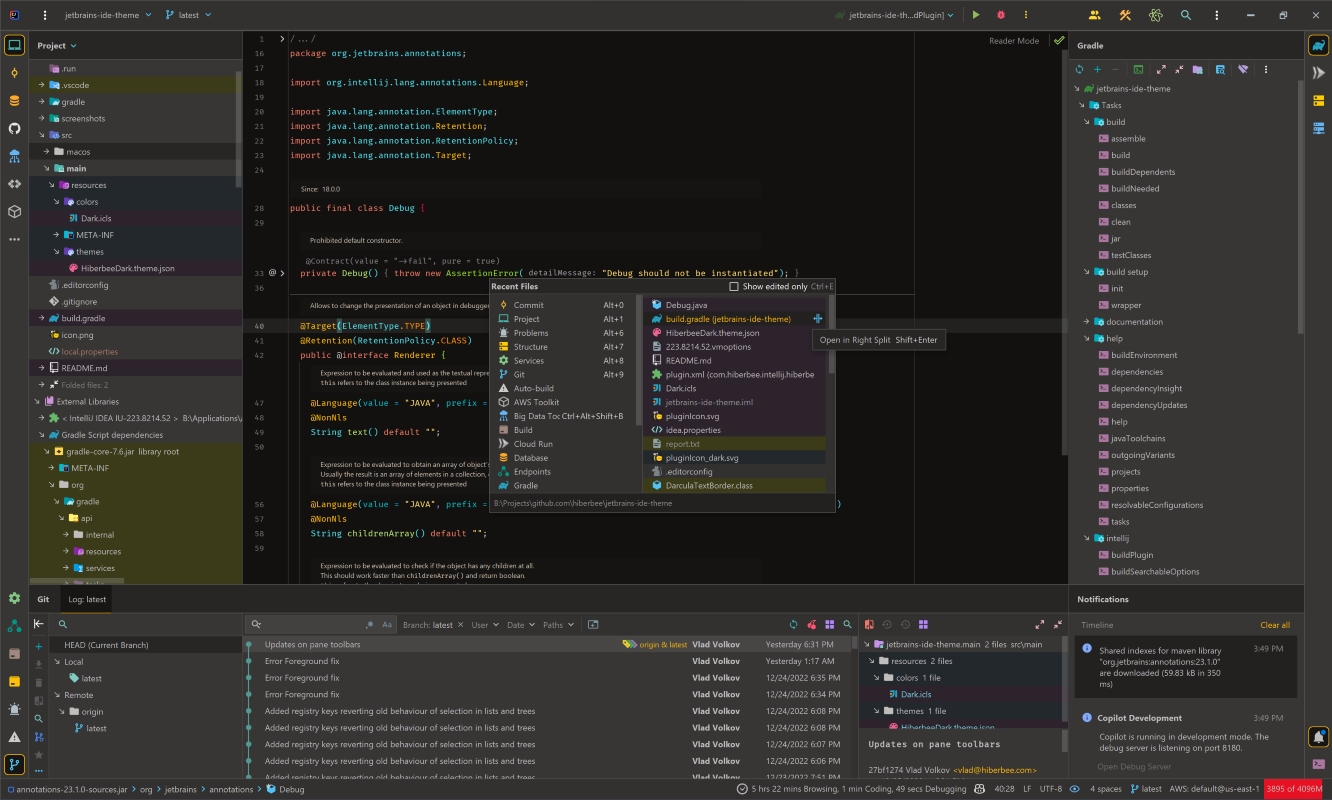 jetbrains-ide-theme
latest
jetbrains-ide-th...dPlugin]
Project
.run
.vscode
gradle
screenshots
src
macos
main
resources
colors
Dark.icls
META-INF
themes
HiberbeeDark.theme.json
.editorconfig
.gitignore
build.gradle
icon.png
local.properties
README.md
Folded files: 2
External Libraries
< IntelliJ IDEA IU-223.8214.52 > B:\Applications\
Gradle Script dependencies
gradle-core-7.6.jar library root
META-INF
org
gradle
api
internal
resources
services
1 /.../
16 package org.jetbrains.annotations;
17
18 import org.intellij.lang.annotations.Language;
19
20 import java.lang.annotation.ElementType;
21 import java.lang.annotation.Retention;
22 import java.lang.annotation.RetentionPolicy;
23 import java.lang.annotation.Target;
24
Since: 18.0.0
28 public final class Debug {
29
Prohibited default constructor.
@Contract(value = "→fail", pure = true)
33 @ private Debug() { throw new AssertionError( detailMessage: "Debug should not be instantiated"); }
36
Allows to change the presentation of an object in debugger
40 @Target(ElementType.TYPE)
41 @Retention(RetentionPolicy.CLASS)
42 public @interface Renderer {
Expression to be evaluated and used as the textual repre
this refers to the class instance being presented
47 @Language(value = "JAVA", prefix =
48 @NonNls
49 String text() default "";
50
Expression to be evaluated to obtain an array of object's
Usually the result is an array of elements in a collection,
this refers to the class instance being presented
56 @Language(value = "JAVA", prefix = )
57 @NonNls
58 String childrenArray() default "";
59
Expression to be evaluated to check if the object has any children at all.
This should work faster than childrenArray() and return boolean.
Reader Mode
Recent Files
Show edited only Ctrl+E
Commit Alt+0
Project Alt+1
Problems Alt+6
Structure Alt+7
Services Alt+8
Git Alt+9
Auto-build
AWS Toolkit
Big Data Toc Ctrl+Alt+Shift+B
Build
Cloud Run
Database
Endpoints
Gradle
Debug.java
build.gradle (jetbrains-ide-theme)
HiberbeeDark.theme.json
223.8214.52.vmoptions
README.md
plugin.xml (com.hiberbee.intellij.hiberbe
Dark.icls
jetbrains-ide-theme.iml
pluginIcon.svg
idea.properties
report.txt
pluginIcon_dark.svg
.editorconfig
DarculaTextBorder.class
B:\Projects\github.com\hiberbee\jetbrains-ide-theme
Open in Right Split Shift+Enter
Gradle
jetbrains-ide-theme
Tasks
build
assemble
build
buildDependents
buildNeeded
classes
clean
jar
testClasses
build setup
init
wrapper
documentation
help
buildEnvironment
dependencies
dependencyInsight
dependencyUpdates
help
javaToolchains
outgoingVariants
projects
properties
resolvableConfigurations
tasks
intellij
buildPlugin
buildSearchableOptions
Git
Log: latest
HEAD (Current Branch)
Local
latest
Remote
origin
latest
Aa
Branch: latest
User
Date
Paths
Updates on pane toolbars origin & latest Vlad Volkov Yesterday 6:31 PM
Error Foreground fix Vlad Volkov Yesterday 1:17 AM
Error Foreground fix Vlad Volkov 12/24/2022 6:35 PM
Error Foreground fix Vlad Volkov 12/24/2022 6:34 PM
Added registry keys reverting old behaviour of selection in lists and trees Vlad Volkov 12/24/2022 6:08 PM
Added registry keys reverting old behaviour of selection in lists and trees Vlad Volkov 12/24/2022 6:08 PM
Added registry keys reverting old behaviour of selection in lists and trees Vlad Volkov 12/24/2022 6:07 PM
Added registry keys reverting old behaviour of selection in lists and trees Vlad Volkov 12/24/2022 6:06 PM
Added registry keys reverting old behaviour of selection in lists and trees Vlad Volkov 12/23/2022 7:51 PM
jetbrains-ide-theme.main 2 files src\main
resources 2 files
colors 1 file
Dark.icls
themes 1 file
HiberbeeDark.theme.json
Updates on pane toolbars
27bf1274 Vlad Volkov <vlad@hiberbee.com>
Notifications
Timeline
Clear all
Shared indexes for maven library 3:49 PM
"org.jetbrains:annotations:23.1.0"
are downloaded (59.83 kB in 350
ms)
Copilot Development 3:49 PM
Copilot is running in development mode. The
debug server is listening on port 8180.
Open Debug Server
annotations-23.1.0-sources.jar > org > jetbrains > annotations > Debug
5 hrs 22 mins Browsing, 1 min Coding, 49 secs Debugging
40:28
LF
UTF-8
4 spaces
latest
AWS: default@us-east-1
3895 of 4096M